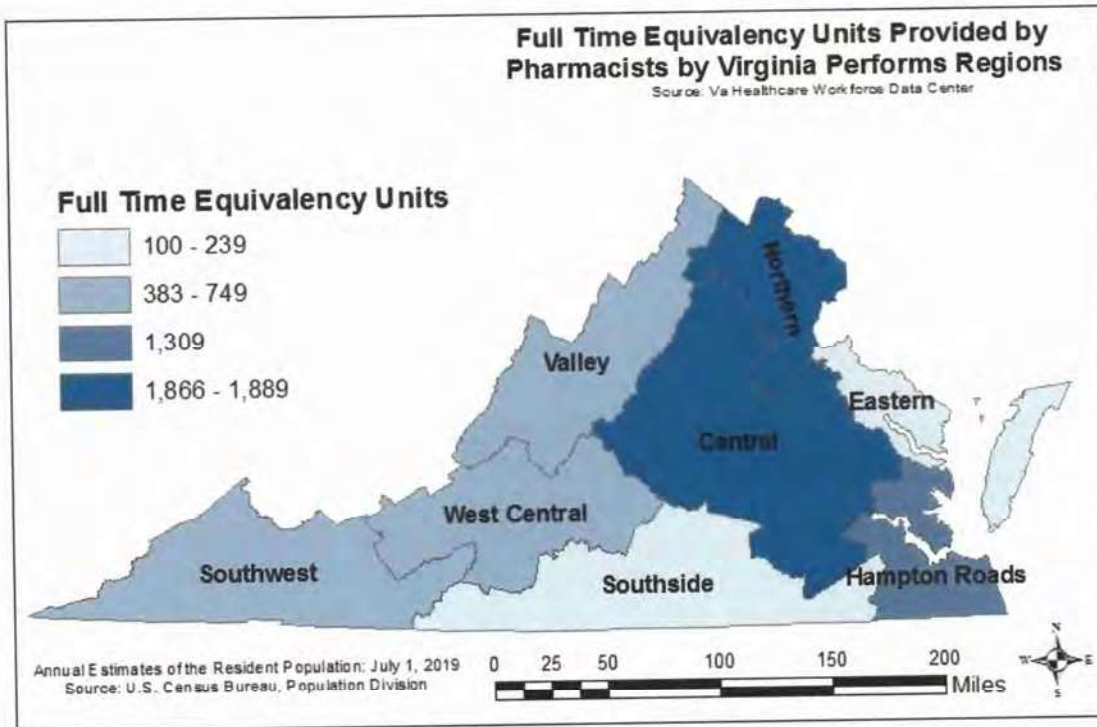 Full Time Equivalency Units Provided by
Pharmacists by Virginia Performs Regions
Source: Va Healthcare Work force Data Center
Full Time Equivalency Units
100 - 239
383 - 749
1,309
1,866 - 1,889
Northern
Valley
Eastern
Central
West Central
Southwest
Southside
Hampton Roads
Annual Estimates of the Resident Population: July 1, 2019
Source: U.S. Census Bureau, Population Division
0 25 50 100 150 200
Miles
N
W E
S